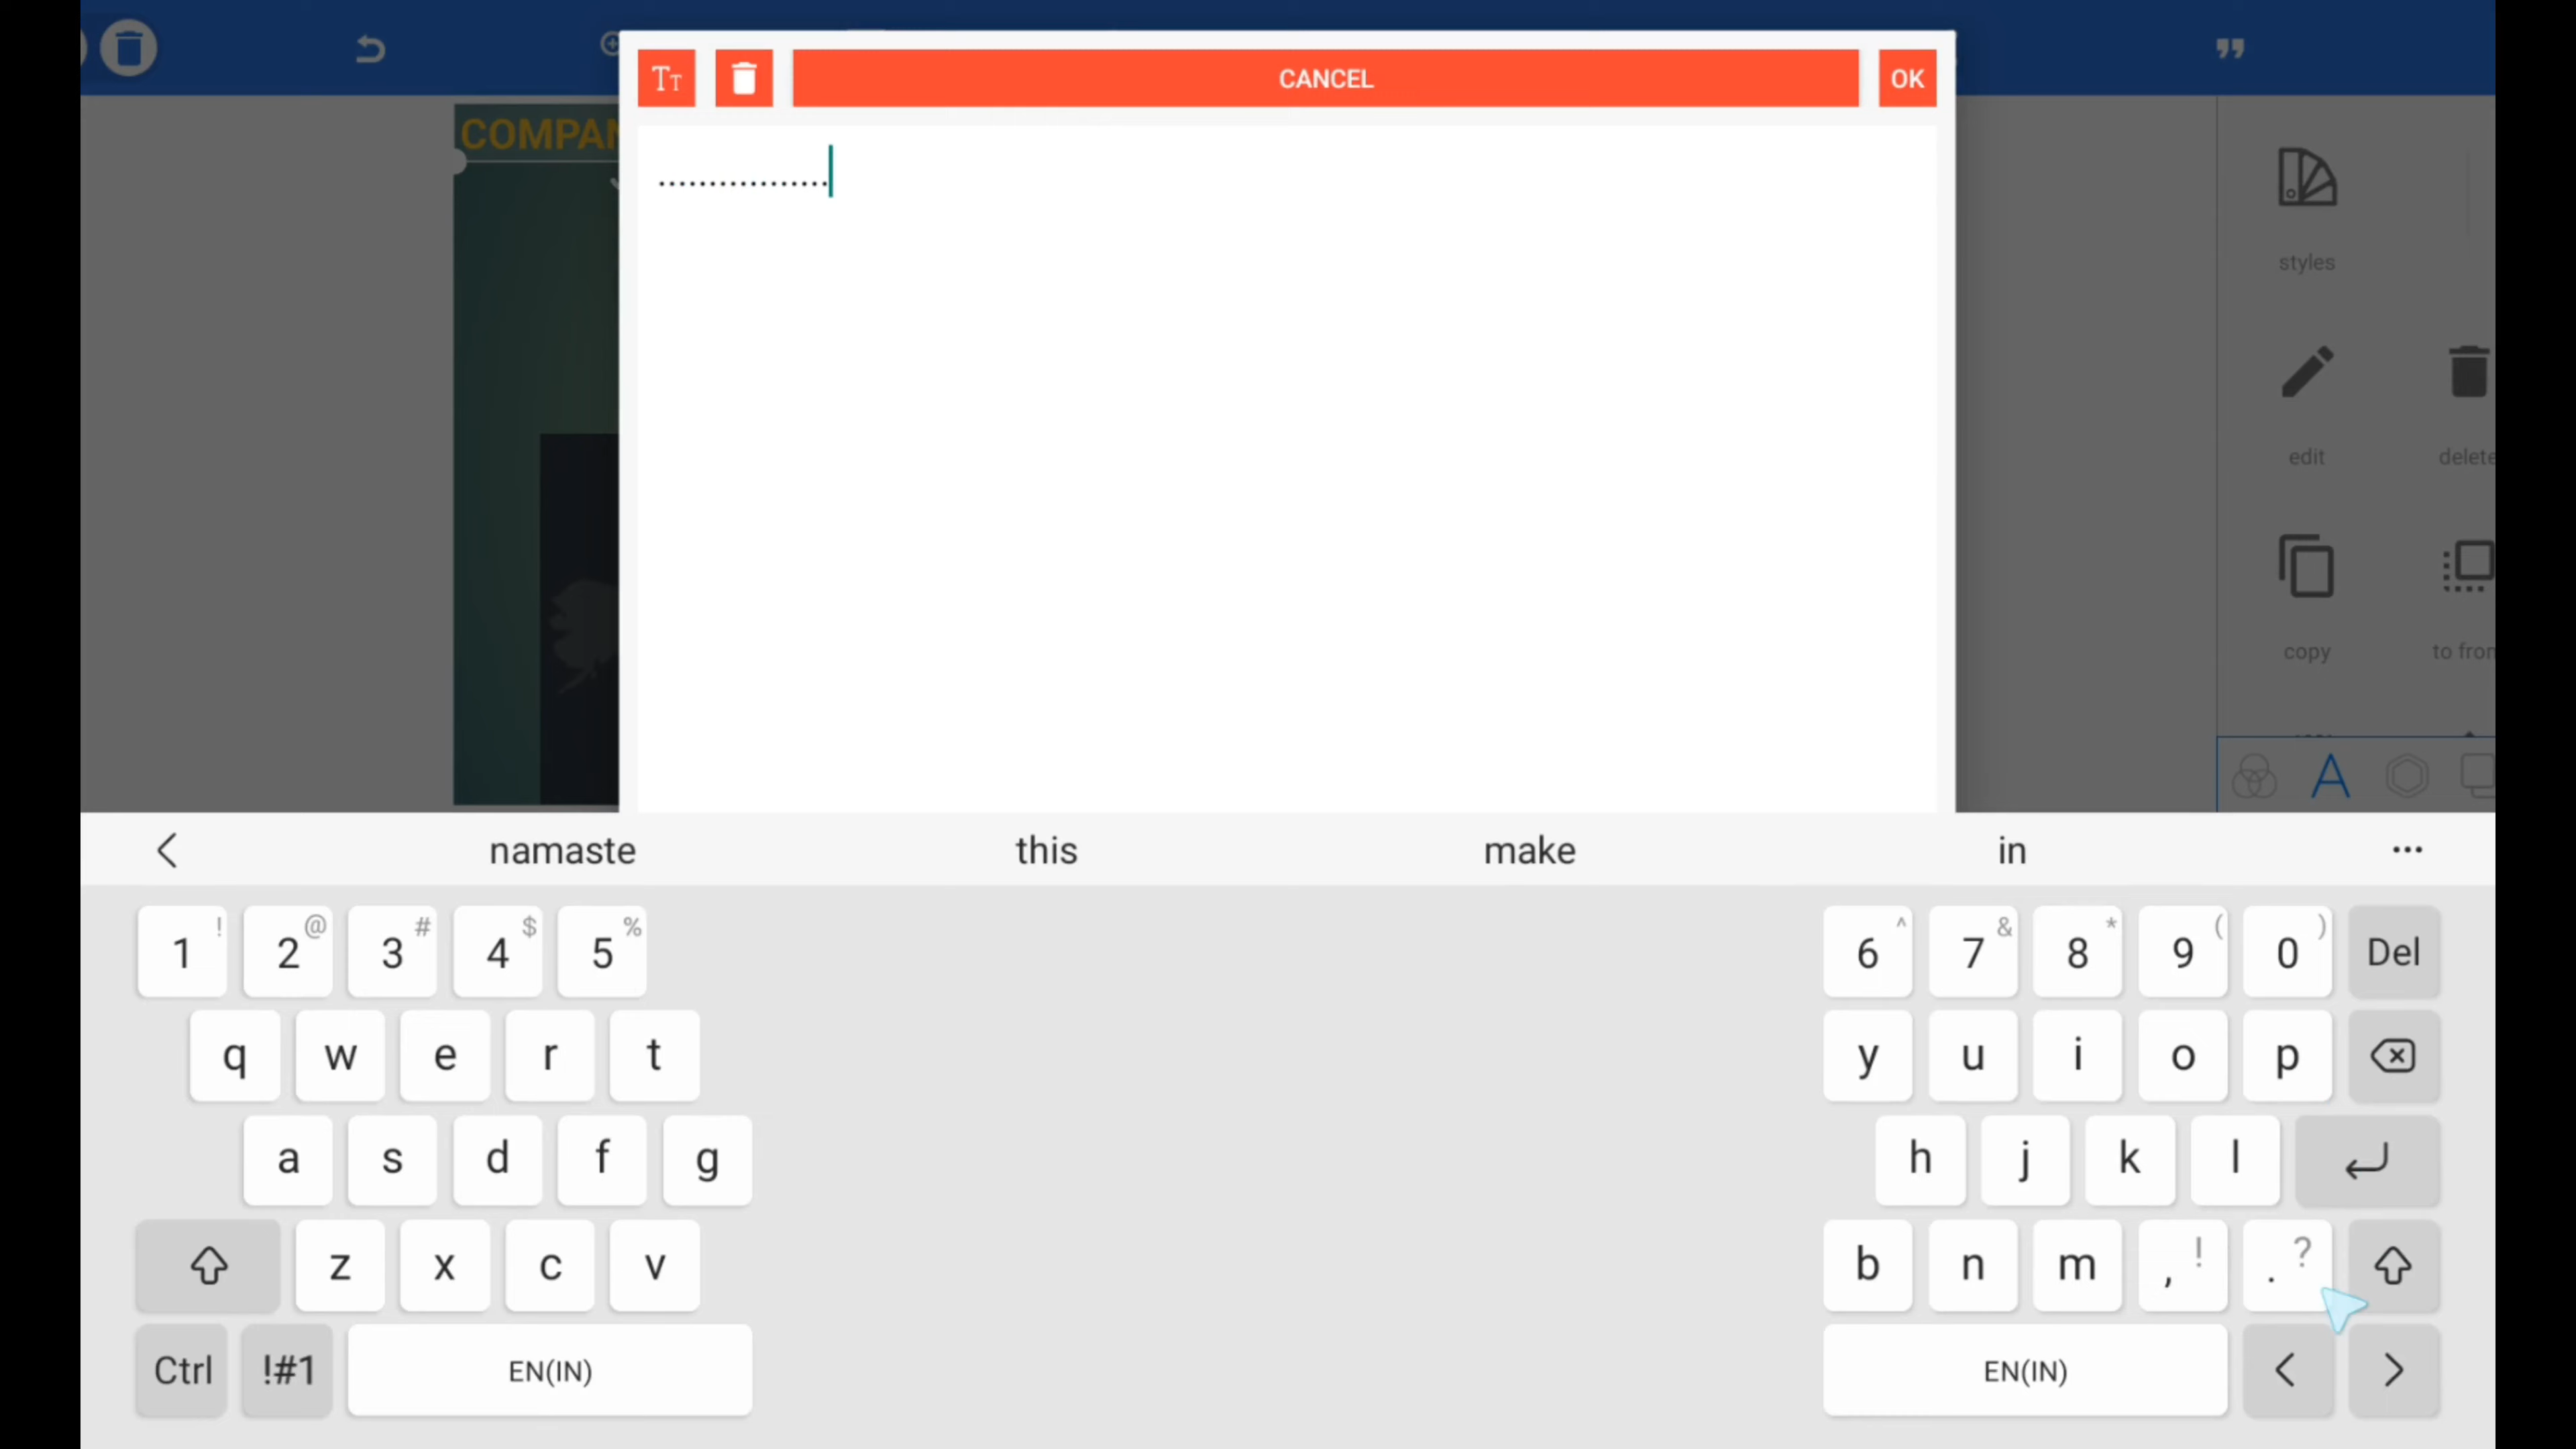 ”
Tт
CANCEL
OK
COMPAN
.................
styles
edit
delete
copy
to fron
A
namaste
this
make
in
...
1 ! 2 @ 3 # 4 $ 5 % 6 ^ 7 & 8 * 9 ( 0 ) Del
q w e r t y u i o p
a s d f g h j k l
z x c v b n m , ! . ?
Ctrl !#1 EN(IN) EN(IN) < >